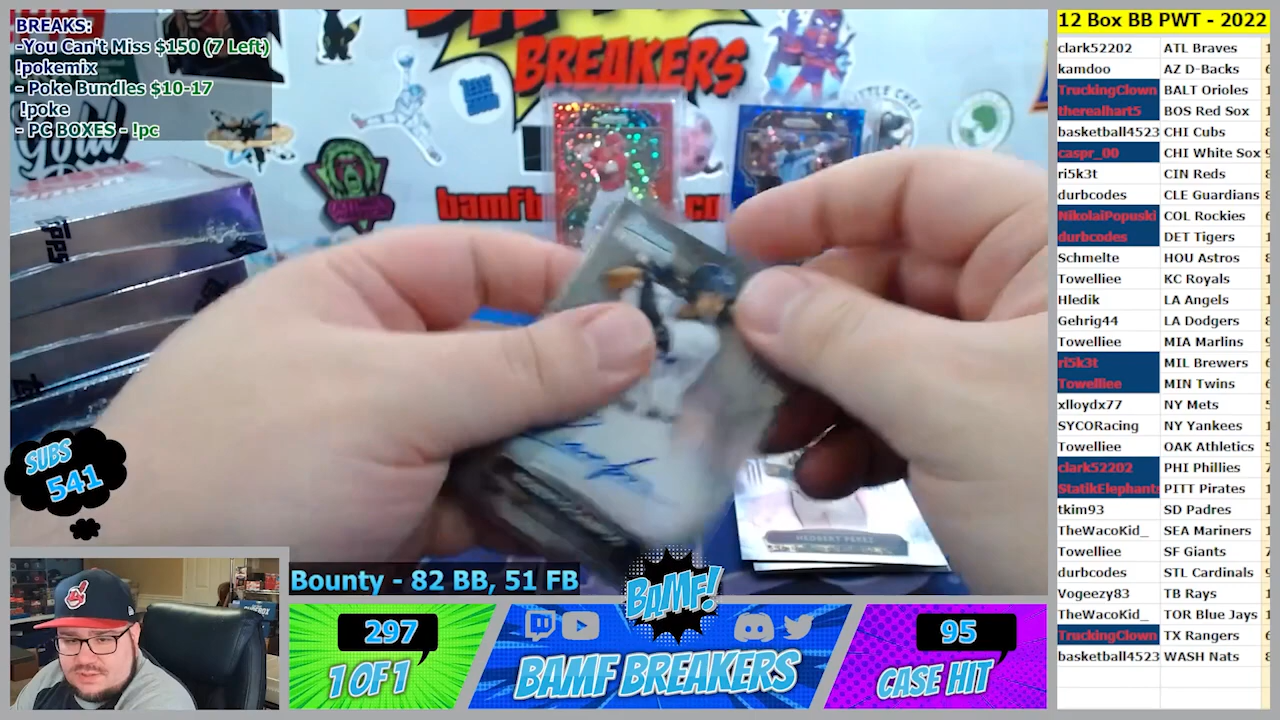 BREAKS:
-You Can't Miss $150 (7 Left)
!pokemix
- Poke Bundles $10-17
!poke
- PC BOXES - !pc
BREAKERS
bamfb
co
topps
SUBS
541
HEDBERT PEREZ
Bounty - 82 BB, 51 FB
BAMF!
297
1 OF 1
BAMF BREAKERS
95
CASE HIT
12 Box BB PWT - 2022
clark52202 ATL Braves
kamdoo AZ D-Backs
TruckingClown BALT Orioles
therealhart5 BOS Red Sox
basketball4523 CHI Cubs
caspr_00 CHI White Sox
ri5k3t CIN Reds
durbcodes CLE Guardians
NikolaiPopuski COL Rockies
durbcodes DET Tigers
Schmelte HOU Astros
Towelliee KC Royals
Hledik LA Angels
Gehrig44 LA Dodgers
Towelliee MIA Marlins
ri5k3t MIL Brewers
Towelliee MIN Twins
xlloydx77 NY Mets
SYCORacing NY Yankees
Towelliee OAK Athletics
clark52202 PHI Phillies
StatikElephant PITT Pirates
tkim93 SD Padres
TheWacoKid_ SEA Mariners
Towelliee SF Giants
durbcodes STL Cardinals
Vogeezy83 TB Rays
TheWacoKid_ TOR Blue Jays
TruckingClown TX Rangers
basketball4523 WASH Nats